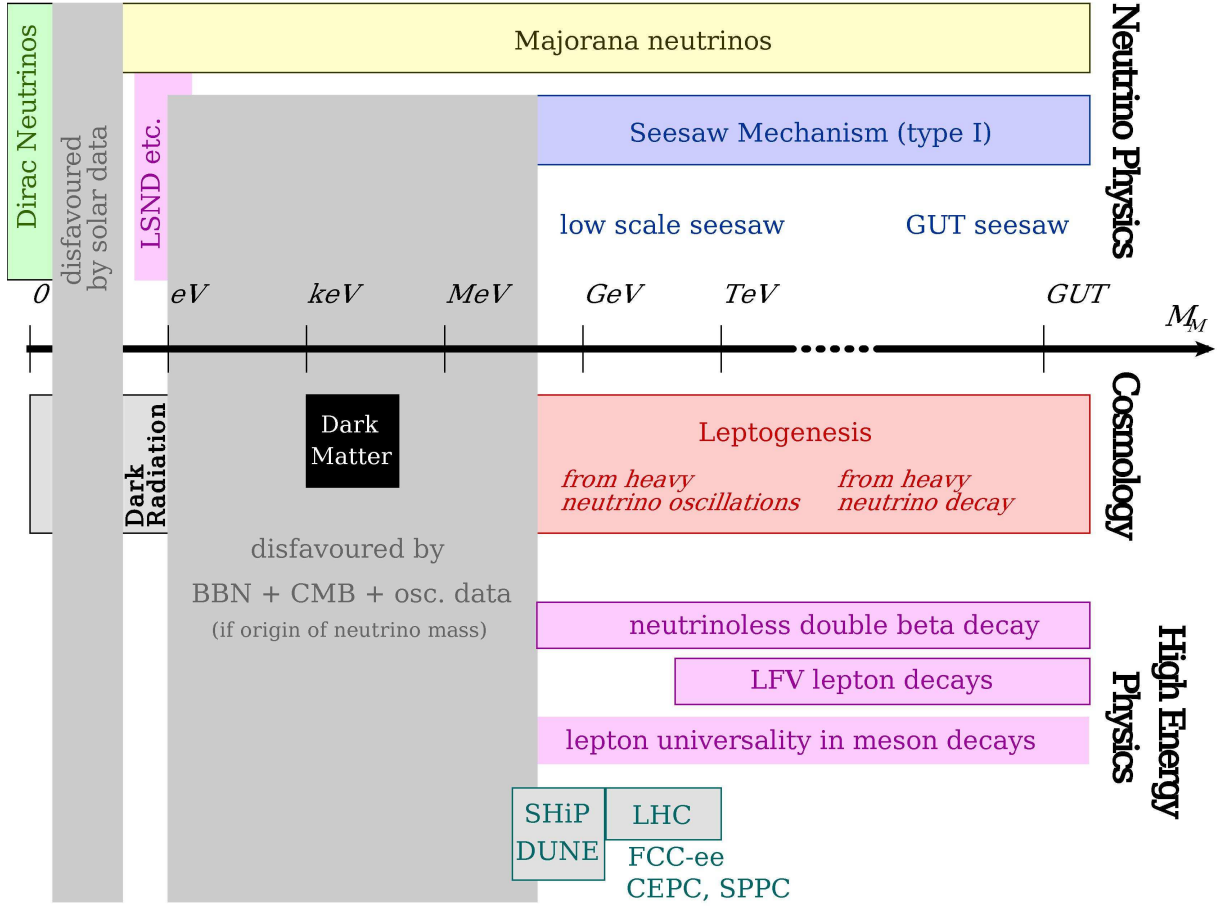 Majorana neutrinos
Neutrino Physics
Dirac Neutrinos
disfavoured
by solar data
LSND etc.
Seesaw Mechanism (type I)
low scale seesaw
GUT seesaw
0
eV
keV
MeV
GeV
TeV
GUT
M_M
Cosmology
Dark
Radiation
Dark
Matter
Leptogenesis
from heavy
neutrino oscillations
from heavy
neutrino decay
disfavoured by
BBN + CMB + osc. data
(if origin of neutrino mass)
High Energy
Physics
neutrinoless double beta decay
LFV lepton decays
lepton universality in meson decays
SHiP
DUNE
LHC
FCC-ee
CEPC, SPPC